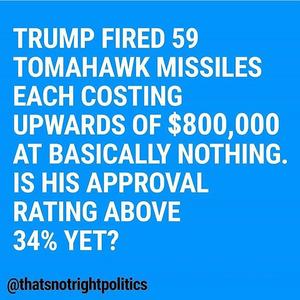 TRUMP FIRED 59
TOMAHAWK MISSILES
EACH COSTING
UPWARDS OF $800,000
AT BASICALLY NOTHING.
IS HIS APPROVAL
RATING ABOVE
34% YET?
@thatsnotrightpolitics